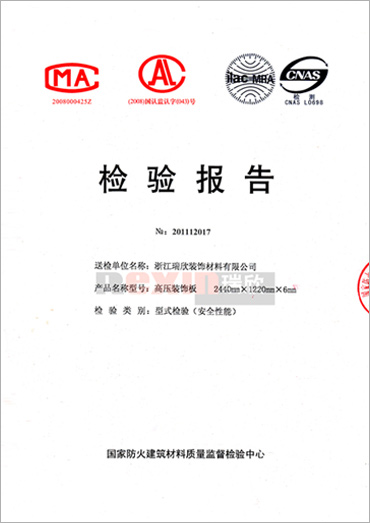 CMA
2008000425Z
CAL
(2008)国认监认字(043)号
ilac-MRA
CNAS
检 测
CNAS L0698
检 验 报 告
№: 201112017
送检单位名称: 浙江瑞欣装饰材料有限公司
产品名称型号: 高压装饰板 2440mm×1220mm×6mm
检 验 类 别: 型式检验(安全性能)
瑞欣
国家防火建筑材料质量监督检验中心